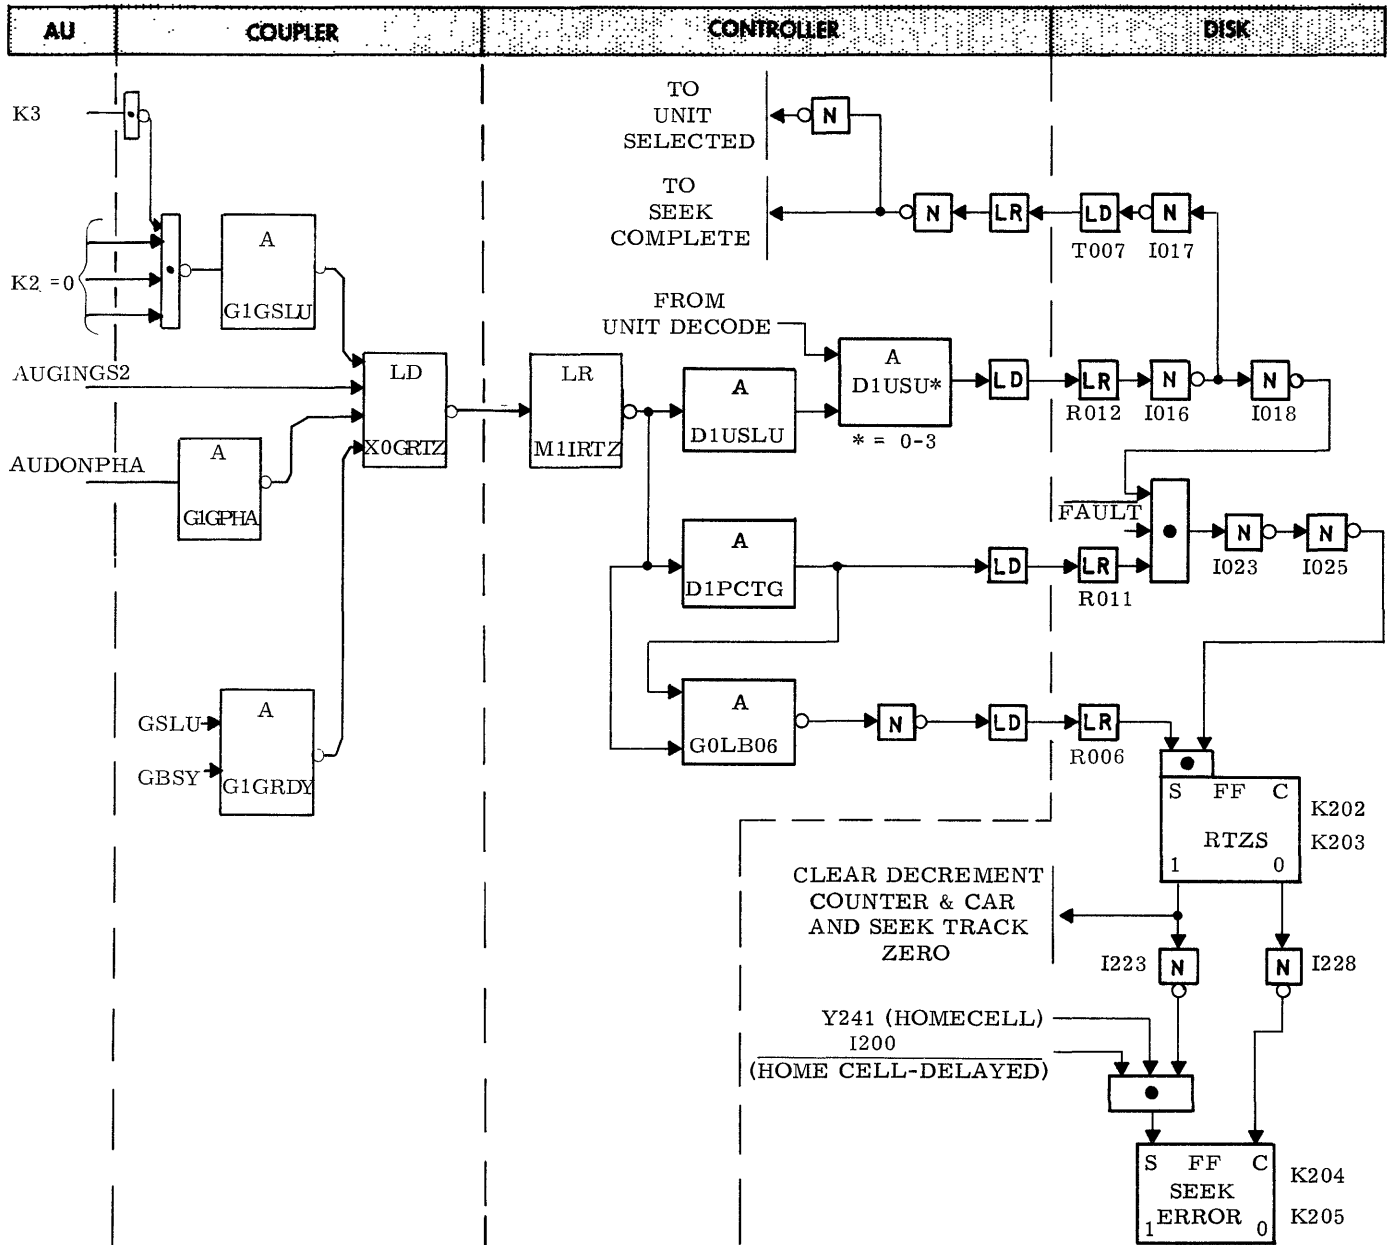 AU
COUPLER
CONTROLLER
DISK
K3
TO
UNIT
SELECTED
N
TO
SEEK
COMPLETE
N
LR
LD
N
T007
I017
K2 =0
A
G1GSLU
FROM
UNIT DECODE
AUGINGS2
LD
X0GRTZ
LR
M1IRTZ
A
D1USLU
A
D1USU*
* = 0-3
LD
LR
N
N
R012
I016
I018
AUDONPHA
A
G1GPHA
FAULT
N
N
I023
I025
A
D1PCTG
LD
LR
R011
GSLU
GBSY
A
G1GRDY
A
G0LB06
N
LD
LR
R006
S FF C
RTZS
1 0
K202
K203
CLEAR DECREMENT
COUNTER & CAR
AND SEEK TRACK
ZERO
I223
N
N
I228
Y241 (HOMECELL)
I200
(HOME CELL-DELAYED)
S FF C
SEEK
ERROR
1 0
K204
K205